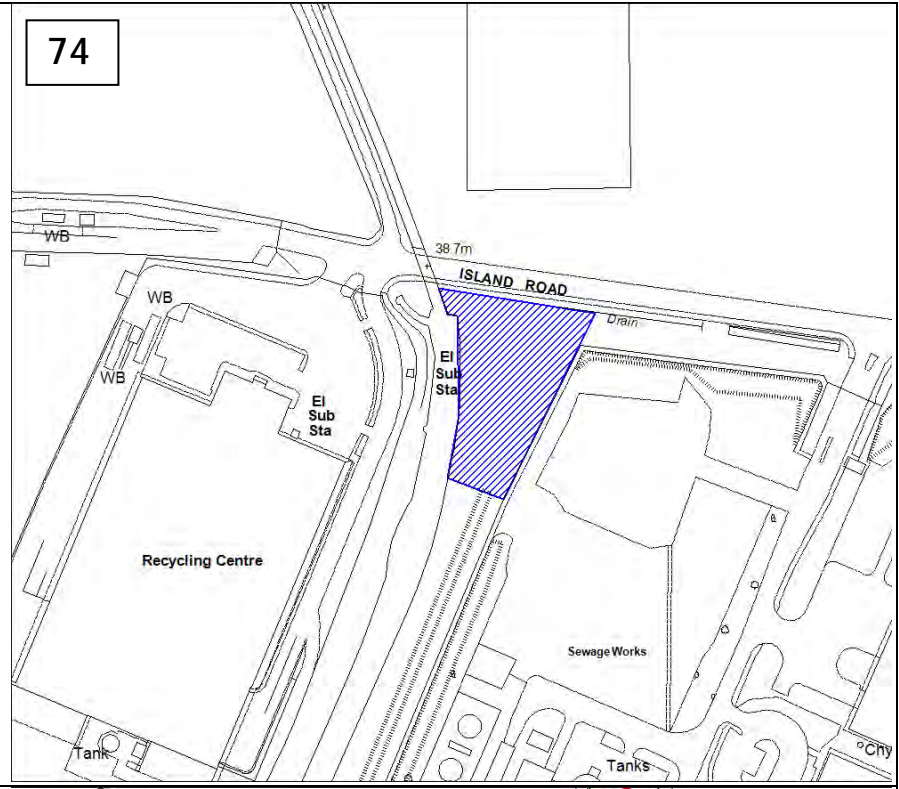 74
WB
38.7m
ISLAND ROAD
WB
Drain
El
Sub
Sta
WB
El
Sub
Sta
Recycling Centre
Sewage Works
Tank
Tanks
Chy